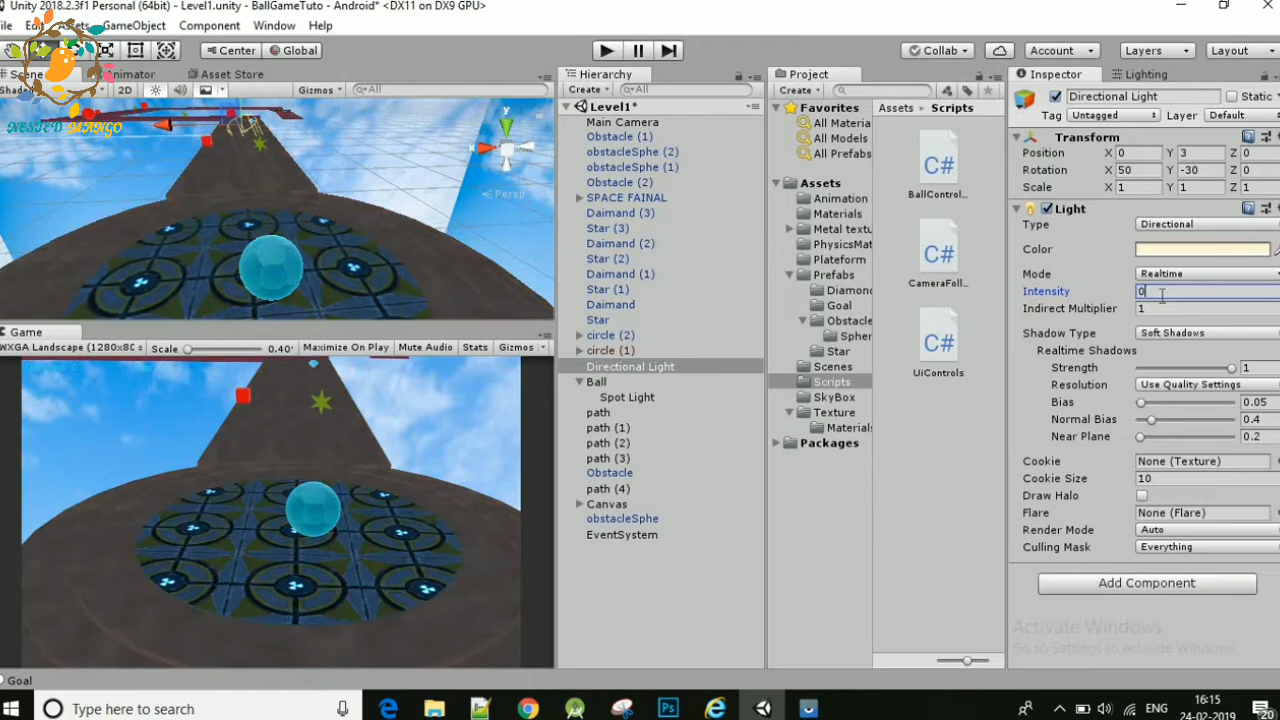 Unity 2018.2.3f1 Personal (64bit) - Level1.unity - BallGameTuto - Android* <DX11 on DX9 GPU>
File Edit Assets GameObject Component Window Help
Center Global Collab Account Layers Layout
Scene Animator Asset Store
Shaded 2D Gizmos All
NESTED MANGO
y
x
Persp
Game
WXGA Landscape (1280x80 Scale 0.40 Maximize On Play Mute Audio Stats Gizmos
Hierarchy
Create All
Level1*
Main Camera
Obstacle (1)
obstacleSphe (2)
obstacleSphe (1)
Obstacle (2)
SPACE FAINAL
Daimand (3)
Star (3)
Daimand (2)
Star (2)
Daimand (1)
Star (1)
Daimand
Star
circle (2)
circle (1)
Directional Light
Ball
Spot Light
path
path (1)
path (2)
path (3)
Obstacle
path (4)
Canvas
obstacleSphe
EventSystem
Project
Create
Favorites
All Materia
All Models
All Prefabs
Assets
Animation
Materials
Metal textu
PhysicsMat
Plateform
Prefabs
Diamon
Goal
Obstacle
Spher
Star
Scenes
Scripts
SkyBox
Texture
Material
Packages
Assets Scripts
C#
BallControl...
C#
CameraFoll...
C#
UiControls
Inspector Lighting
Directional Light Static
Tag Untagged Layer Default
Transform
Position X 0 Y 3 Z 0
Rotation X 50 Y -30 Z 0
Scale X 1 Y 1 Z 1
Light
Type Directional
Color
Mode Realtime
Intensity 0
Indirect Multiplier 1
Shadow Type Soft Shadows
Realtime Shadows
Strength 1
Resolution Use Quality Settings
Bias 0.05
Normal Bias 0.4
Near Plane 0.2
Cookie None (Texture)
Cookie Size 10
Draw Halo
Flare None (Flare)
Render Mode Auto
Culling Mask Everything
Add Component
Activate Windows
Go to Settings to activate Windows.
Goal
Type here to search
16:15
24-02-2019
20